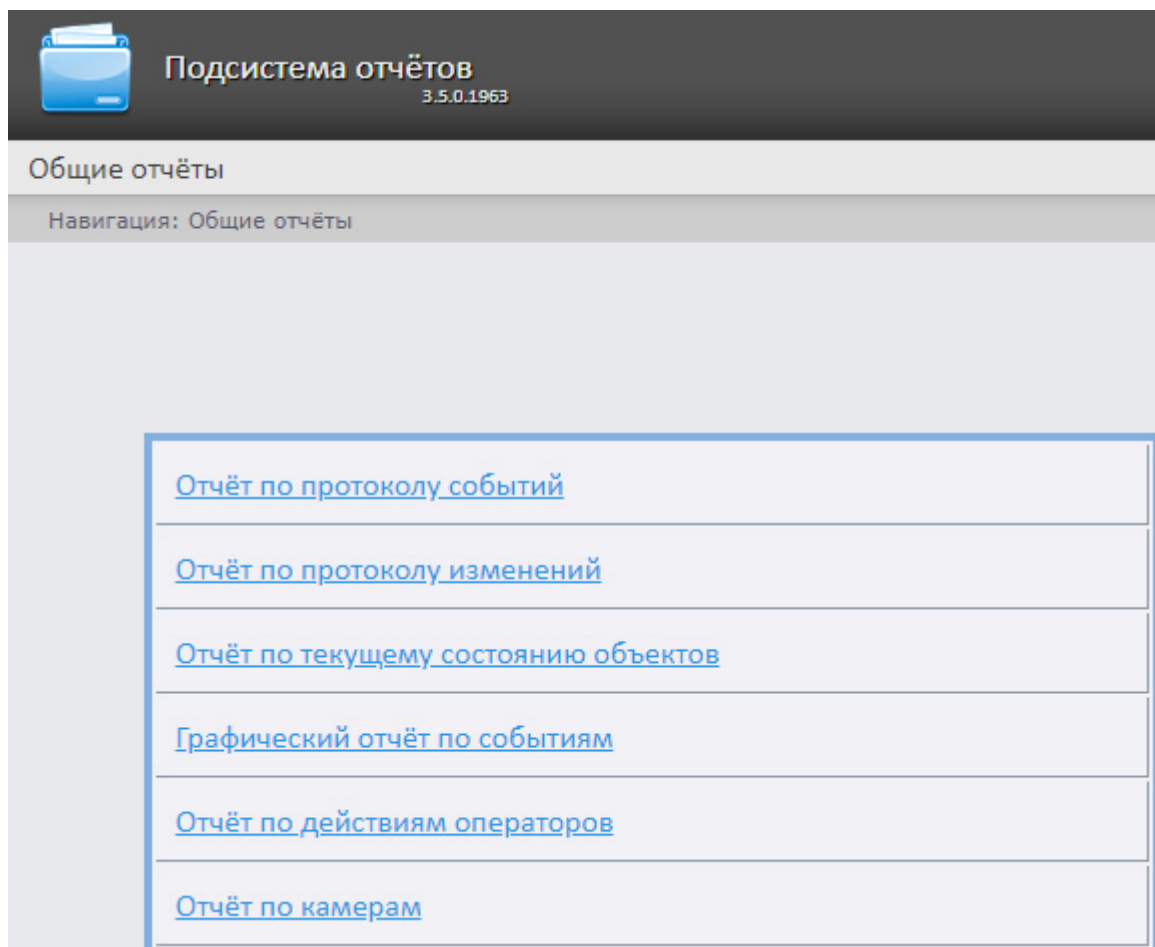 Подсистема отчётов
3.5.0.1963
Общие отчёты
Навигация: Общие отчёты
Отчёт по протоколу событий
Отчёт по протоколу изменений
Отчёт по текущему состоянию объектов
Графический отчёт по событиям
Отчёт по действиям операторов
Отчёт по камерам